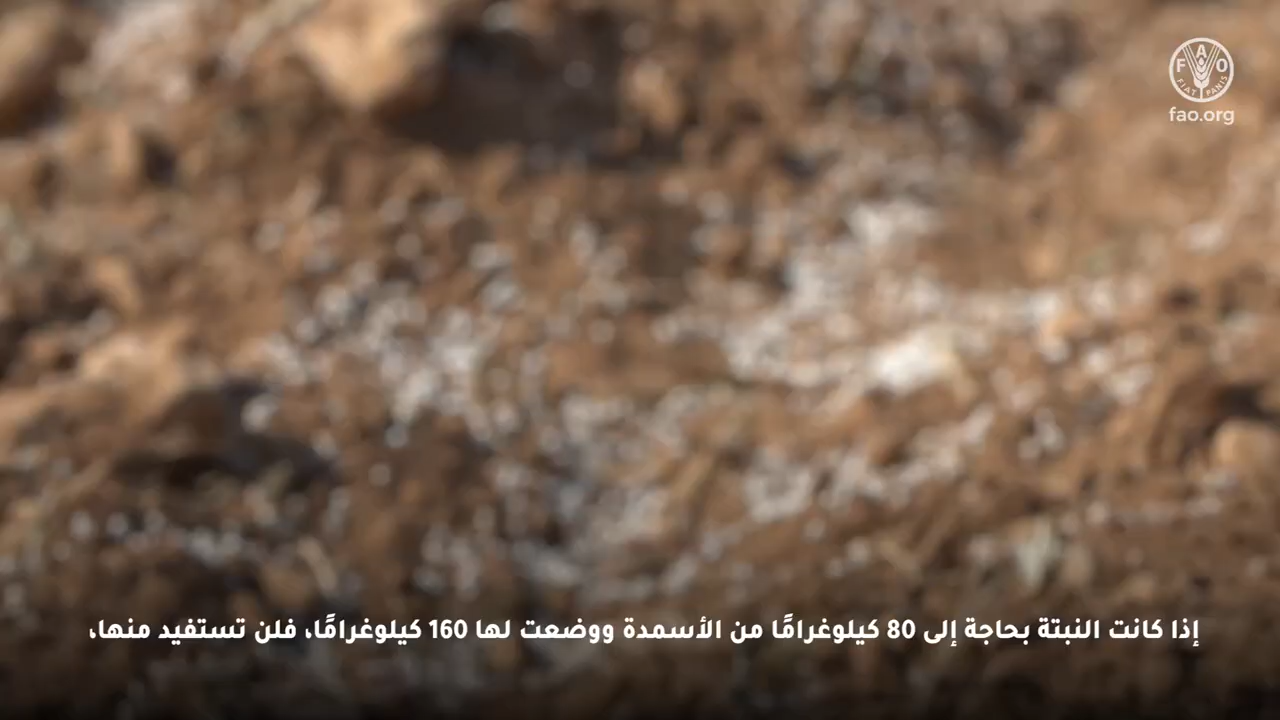 FAO
FIAT PANIS
fao.org
إذا كانت النبتة بحاجة إلى 80 كيلوغرامًا من الأسمدة ووضعت لها 160 كيلوغرامًا، فلن تستفيد منها،